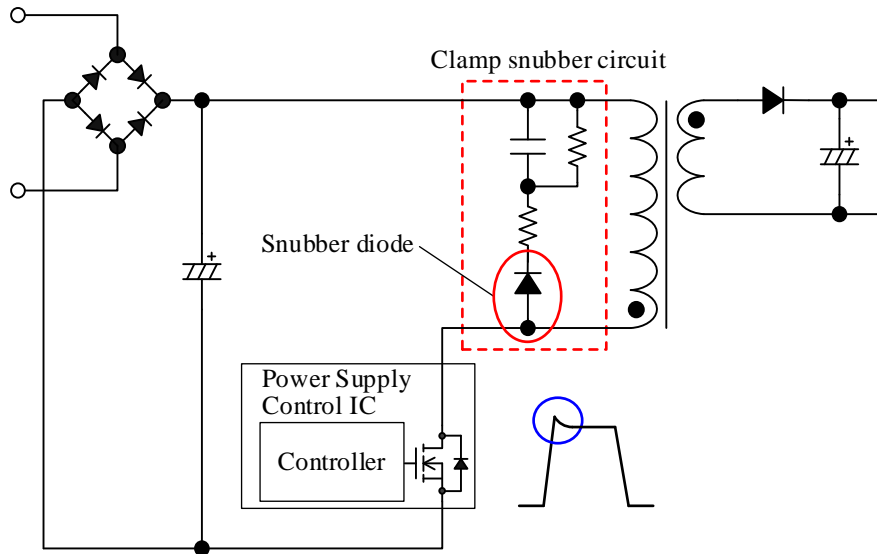 Clamp snubber circuit
+
+
Snubber diode
Power Supply
Control IC
Controller